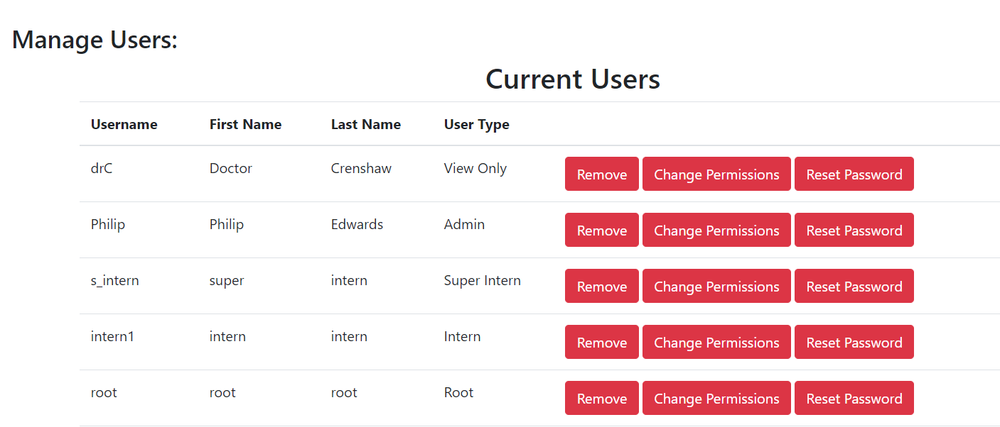 Manage Users:
Current Users
Username First Name Last Name User Type
drC Doctor Crenshaw View Only Remove Change Permissions Reset Password
Philip Philip Edwards Admin Remove Change Permissions Reset Password
s_intern super intern Super Intern Remove Change Permissions Reset Password
intern1 intern intern Intern Remove Change Permissions Reset Password
root root root Root Remove Change Permissions Reset Password